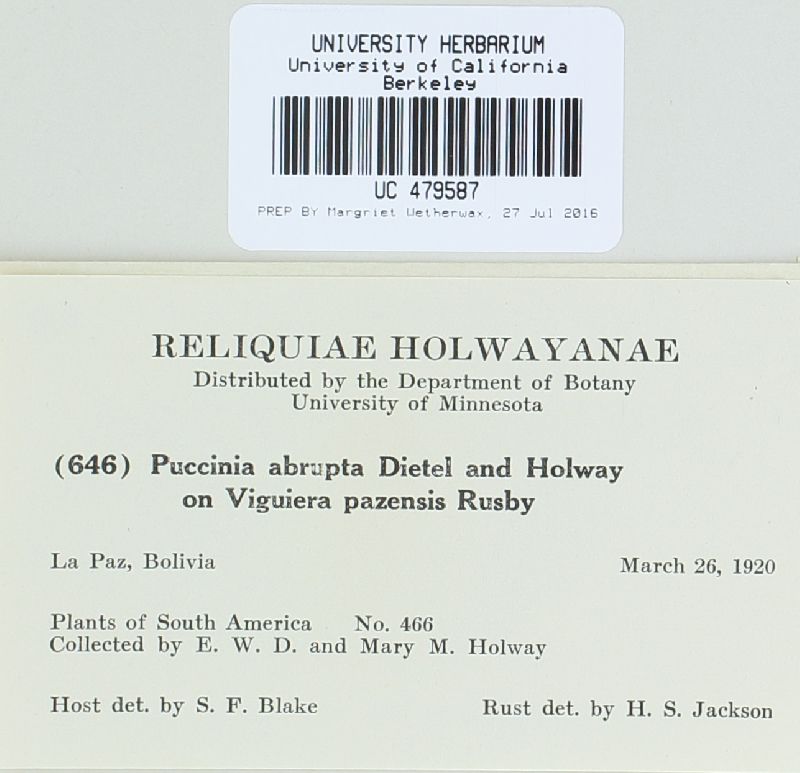 UNIVERSITY HERBARIUM
University of California
Berkeley
UC 479587
PREP BY Margriet Wetherwax, 27 Jul 2016
RELIQUIAE HOLWAYANAE
Distributed by the Department of Botany
University of Minnesota
(646) Puccinia abrupta Dietel and Holway
on Viguiera pazensis Rusby
La Paz, Bolivia March 26, 1920
Plants of South America No. 466
Collected by E. W. D. and Mary M. Holway
Host det. by S. F. Blake Rust det. by H. S. Jackson